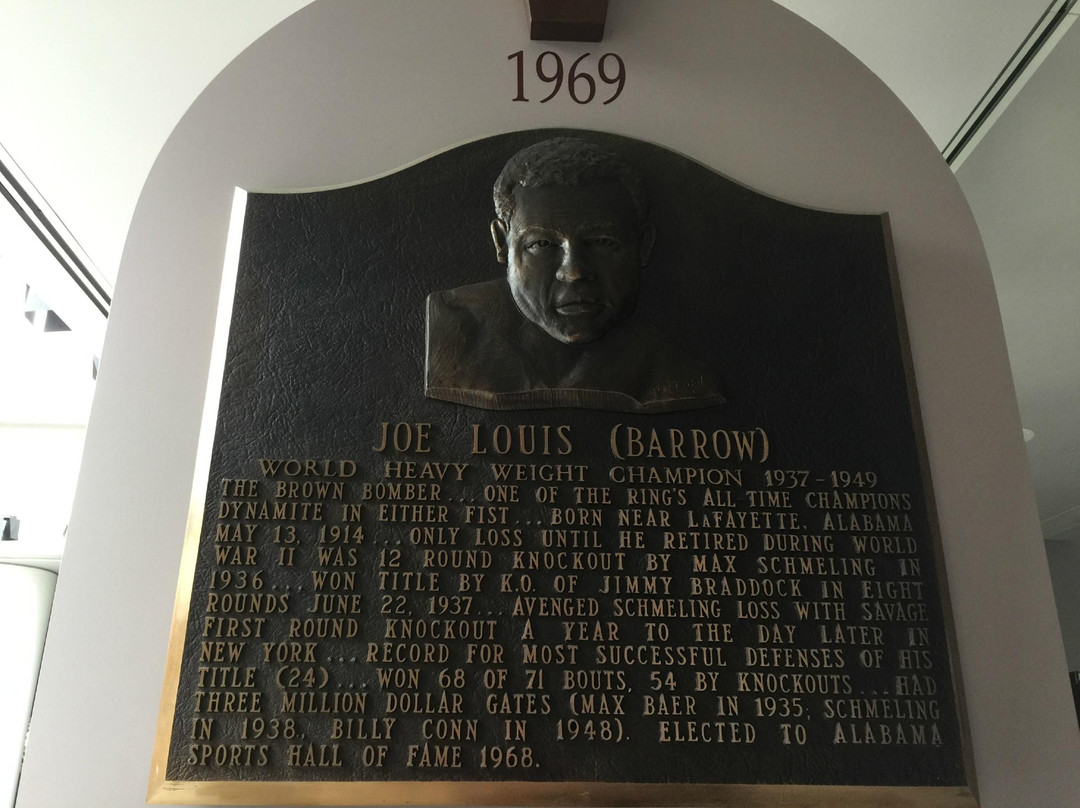 1969
JOE LOUIS (BARROW)
WORLD HEAVY WEIGHT CHAMPION 1937-1949
THE BROWN BOMBER... ONE OF THE RING'S ALL-TIME CHAMPIONS
DYNAMITE IN EITHER FIST... BORN NEAR LAFAYETTE, ALABAMA
MAY 13, 1914... ONLY LOSS UNTIL HE RETIRED DURING WORLD
WAR II WAS 12 ROUND KNOCKOUT BY MAX SCHMELING IN
1936... WON TITLE BY K.O. OF JIMMY BRADDOCK IN EIGHT
ROUNDS JUNE 22, 1937... AVENGED SCHMELING LOSS WITH SAVAGE
FIRST ROUND KNOCKOUT A YEAR TO THE DAY LATER IN
NEW YORK... RECORD FOR MOST SUCCESSFUL DEFENSES OF HIS
TITLE (24)... WON 68 OF 71 BOUTS, 54 BY KNOCKOUTS... HAD
THREE MILLION DOLLAR GATES (MAX BAER IN 1935; SCHMELING
IN 1938, BILLY CONN IN 1948). ELECTED TO ALABAMA
SPORTS HALL OF FAME 1968.